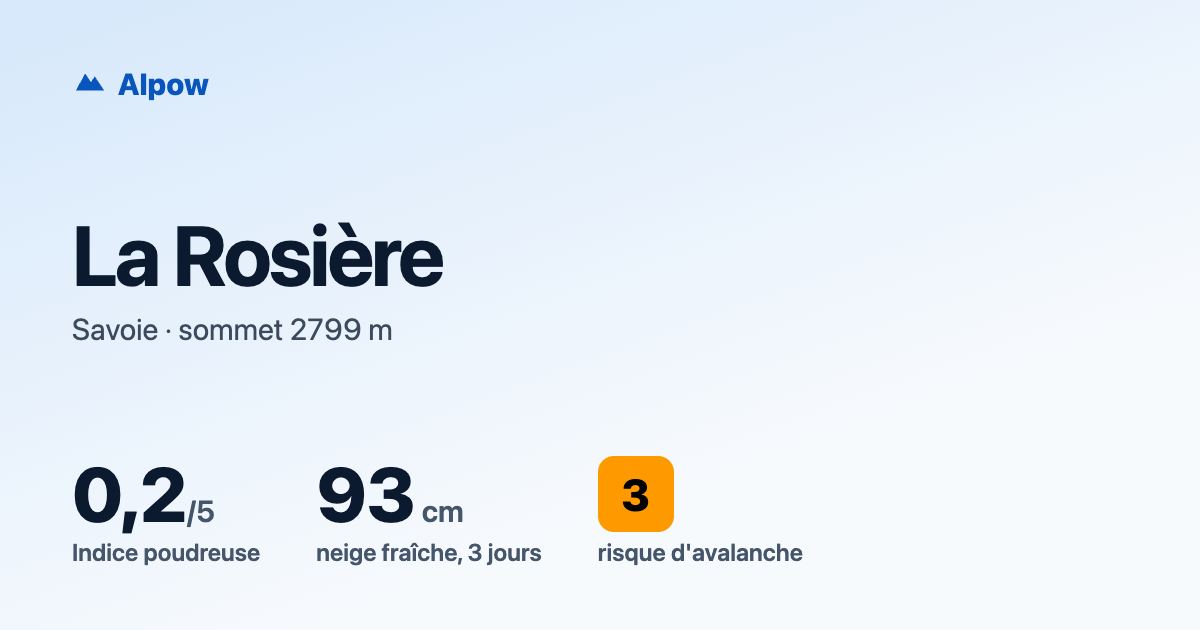 Alpow
La Rosière
Savoie · sommet 2799 m
0,2/5
Indice poudreuse
93 cm
neige fraîche, 3 jours
3
risque d'avalanche